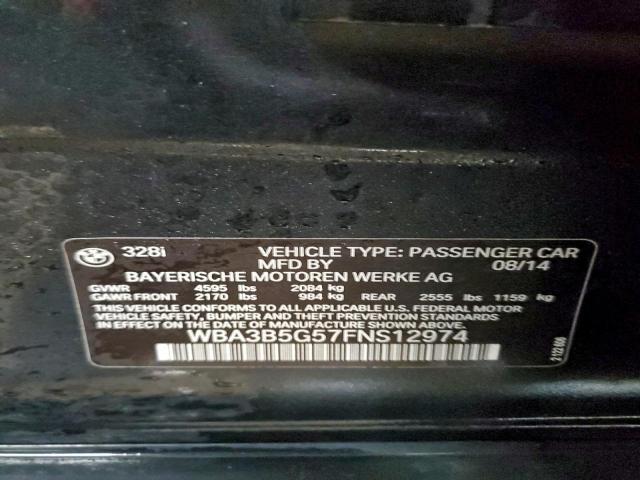 328i VEHICLE TYPE: PASSENGER CAR
MFD BY 08/14
BAYERISCHE MOTOREN WERKE AG
GVWR 4595 lbs 2084 kg
GAWR FRONT 2170 lbs 984 kg REAR 2555 lbs 1159 kg
THIS VEHICLE CONFORMS TO ALL APPLICABLE U.S. FEDERAL MOTOR
VEHICLE SAFETY, BUMPER AND THEFT PREVENTION STANDARDS IN
EFFECT ON THE DATE OF MANUFACTURE SHOWN ABOVE.
WBA3B5G57FNS12974